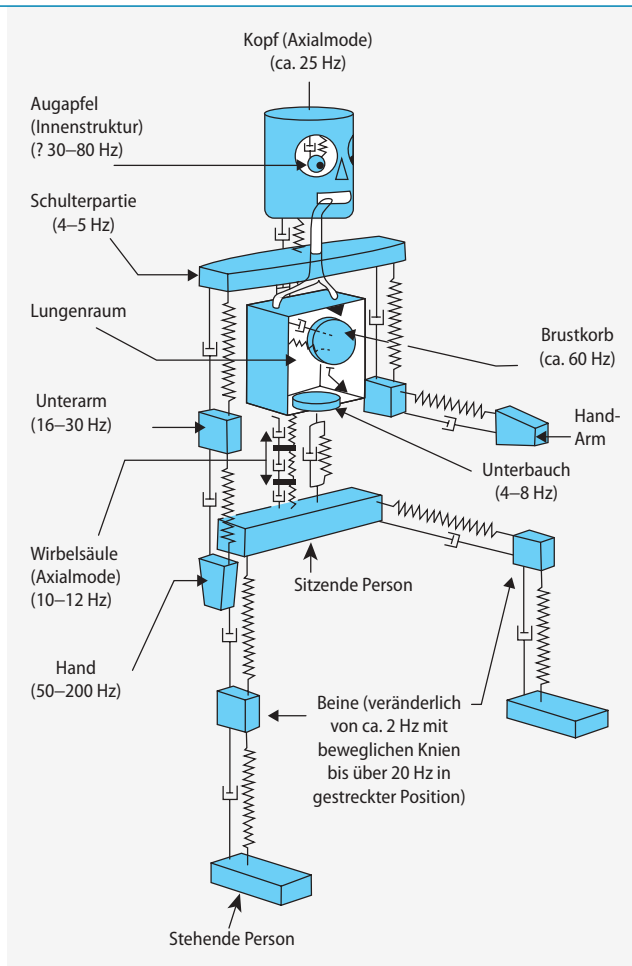 Kopf (Axialmode)
(ca. 25 Hz)
Augapfel
(Innenstruktur)
(? 30–80 Hz)
Schulterpartie
(4–5 Hz)
Lungenraum
Brustkorb
(ca. 60 Hz)
Unterarm
(16–30 Hz)
Hand-
Arm
Unterbauch
(4–8 Hz)
Wirbelsäule
(Axialmode)
(10–12 Hz)
Sitzende Person
Hand
(50–200 Hz)
Beine (veränderlich
von ca. 2 Hz mit
beweglichen Knien
bis über 20 Hz in
gestreckter Position)
Stehende Person